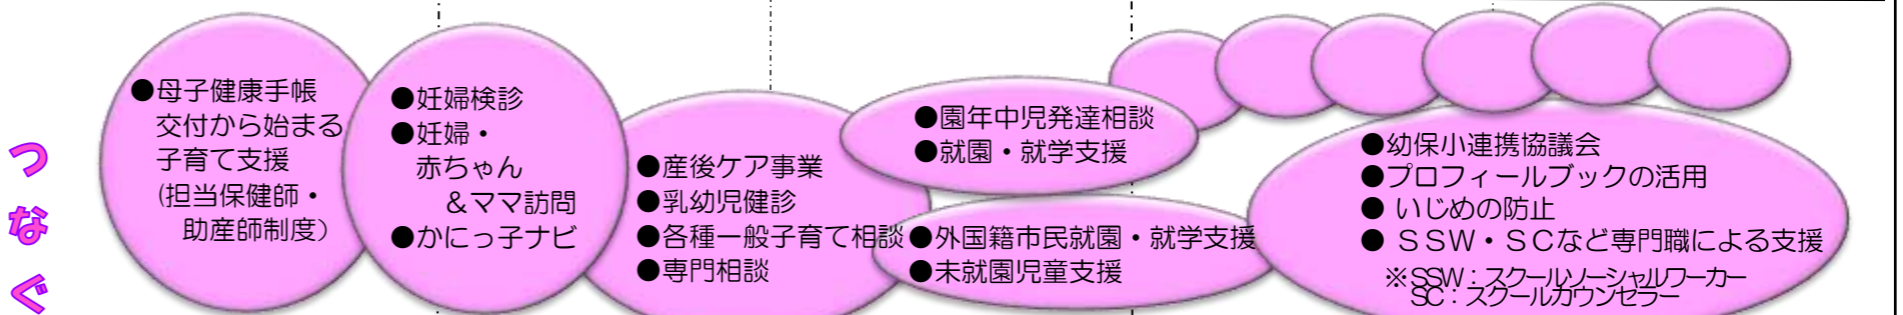 つなぐ
●母子健康手帳
交付から始まる
子育て支援
(担当保健師・
助産師制度）
●妊婦検診
●妊婦・
赤ちゃん
＆ママ訪問
●かにっ子ナビ
●産後ケア事業
●乳幼児健診
●各種一般子育て相談
●専門相談
●園年中児発達相談
●就園・就学支援
●外国籍市民就園・就学支援
●未就園児童支援
●幼保小連携協議会
●プロフィールブックの活用
● いじめの防止
● ＳＳＷ・ＳＣなど専門職による支援
※SSW：スクールソーシャルワーカー
SC：スクールカウンセラー